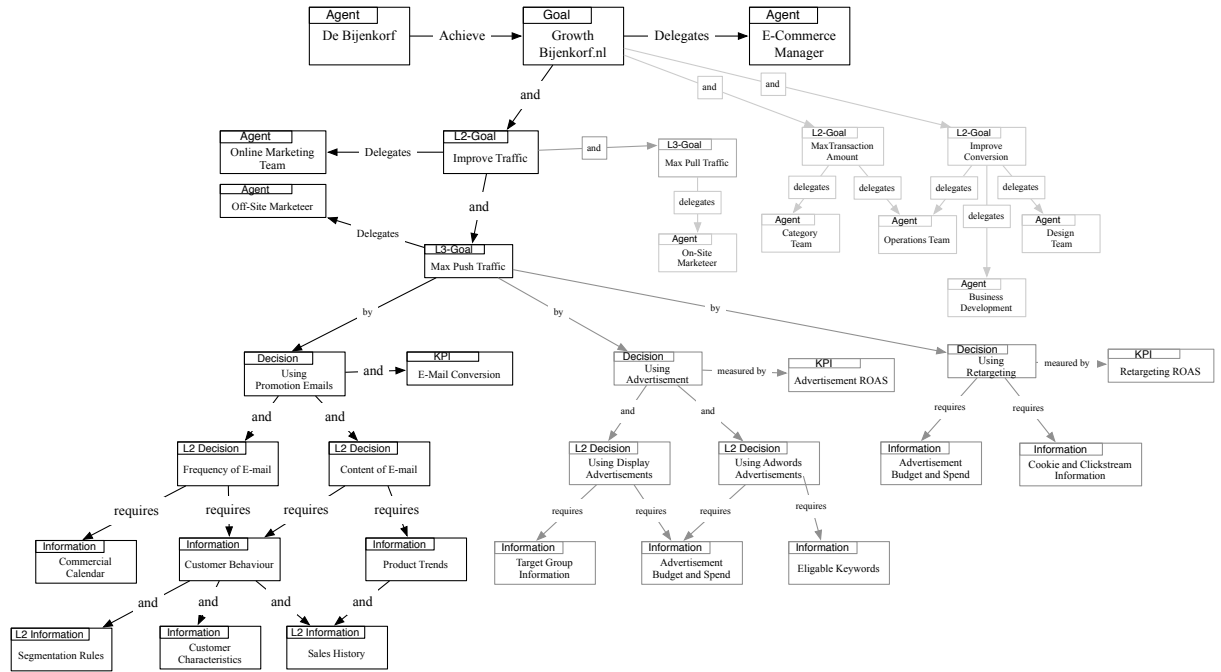 Agent
De Bijenkorf
Achieve
Goal
Growth
Bijenkorf.nl
Delegates
Agent
E-Commerce
Manager
and
and
and
Agent
Online Marketing
Team
Delegates
L2-Goal
Improve Traffic
and
L3-Goal
Max Pull Traffic
L2-Goal
MaxTransaction
Amount
L2-Goal
Improve
Conversion
Agent
Off-Site Marketeer
Delegates
and
delegates
delegates
delegates
delegates
delegates
delegates
L3-Goal
Max Push Traffic
Agent
On-Site
Marketeer
Agent
Category
Team
Agent
Operations Team
Agent
Design
Team
Agent
Business
Development
by
by
by
Decision
Using
Promotion Emails
and
KPI
E-Mail Conversion
Decision
Using
Advertisement
measured by
KPI
Advertisement ROAS
Decision
Using
Retargeting
meaured by
KPI
Retargeting ROAS
and
and
and
and
requires
requires
L2 Decision
Frequency of E-mail
L2 Decision
Content of E-mail
L2 Decision
Using Display
Advertisements
L2 Decision
Using Adwords
Advertisements
Information
Advertisement
Budget and Spend
Information
Cookie and Clickstream
Information
requires
requires
requires
requires
requires
requires
requires
requires
Information
Commercial
Calendar
Information
Customer Behaviour
Information
Product Trends
Information
Target Group
Information
Information
Advertisement
Budget and Spend
Information
Eligable Keywords
and
and
and
and
L2 Information
Segmentation Rules
Information
Customer
Characteristics
L2 Information
Sales History